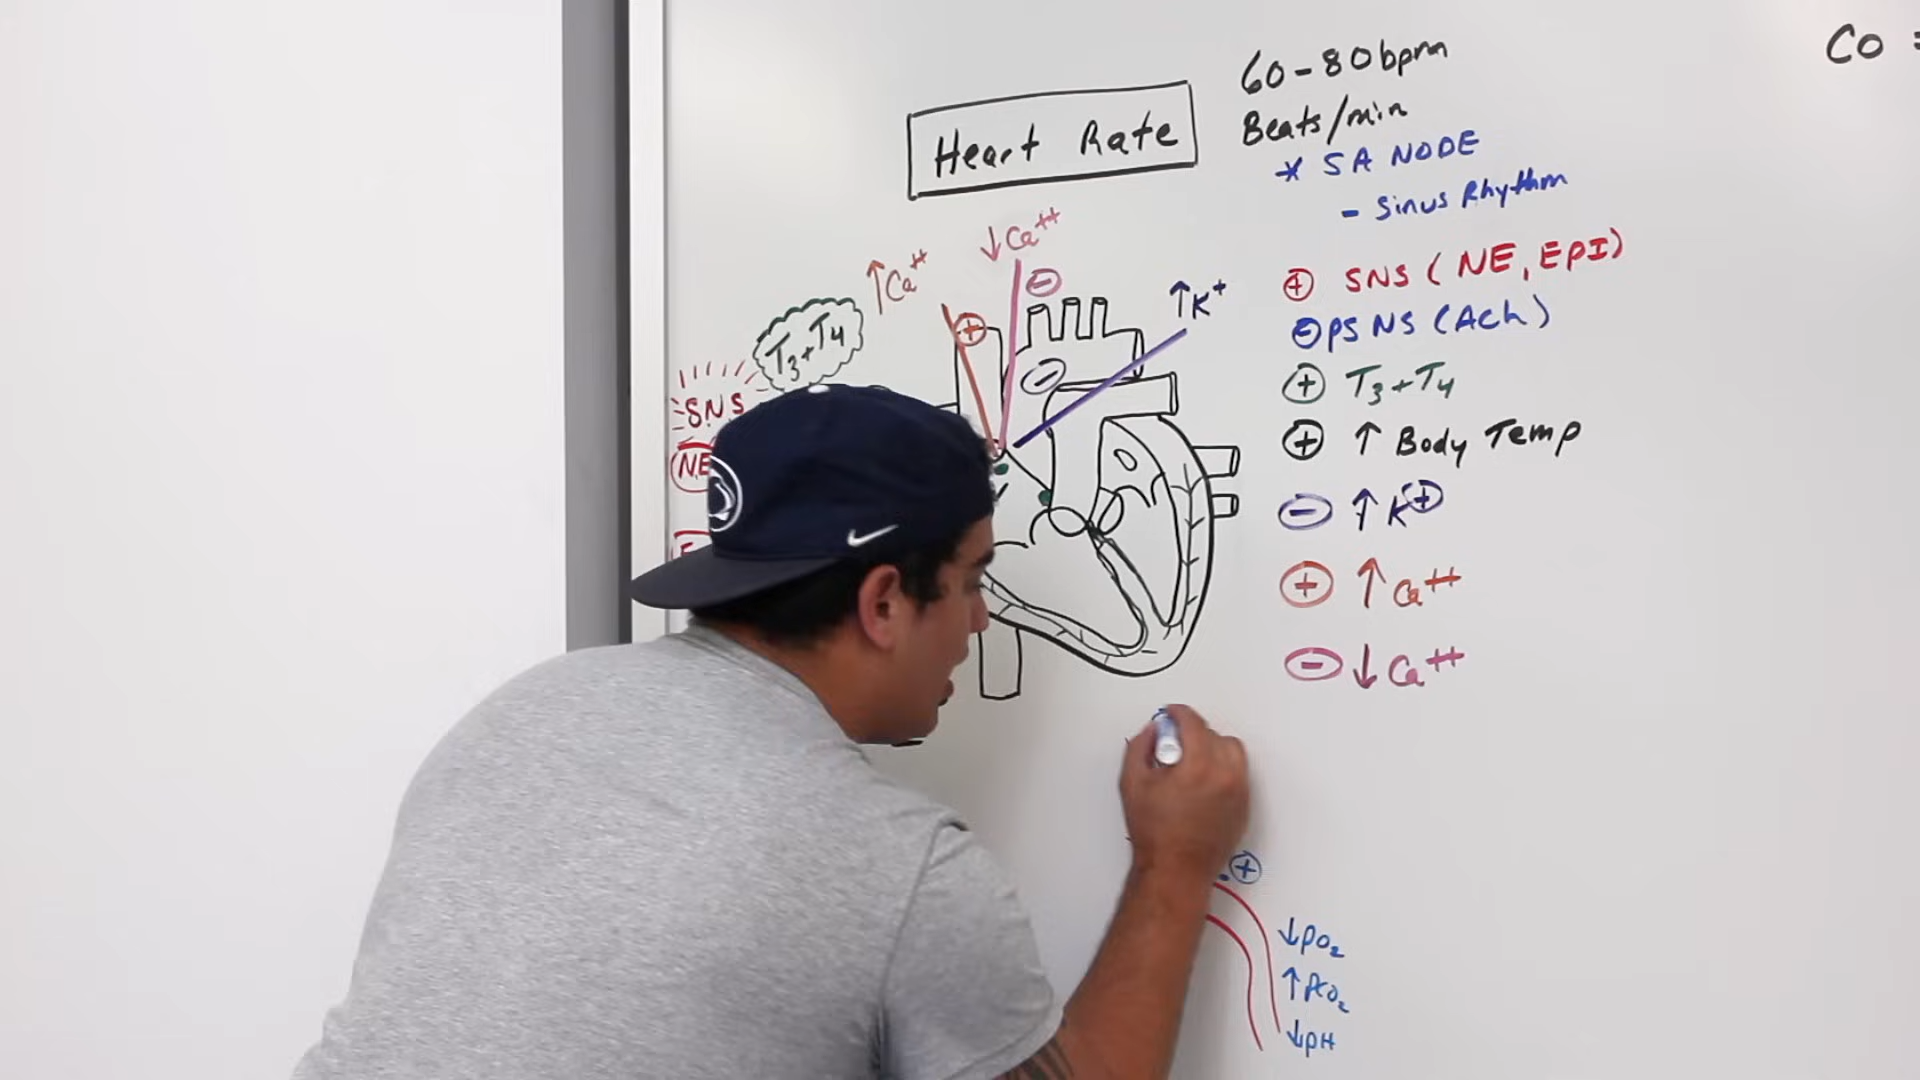 CO =
60-80bpm
Heart Rate
Beats/min
* SA NODE
- Sinus Rhythm
↓Ca++
↑Ca++
⊖
↑K+
⊕ SNS (NE, EPI)
⊖ PSNS (ACh)
T3+T4
⊕
⊖
⊕ T3+T4
SNS
⊕ ↑ Body Temp
NE
⊖ ↑ K⊕
⊕ ↑ Ca++
⊖ ↓ Ca++
⊕
↓PO2
↑PCO2
↓PH